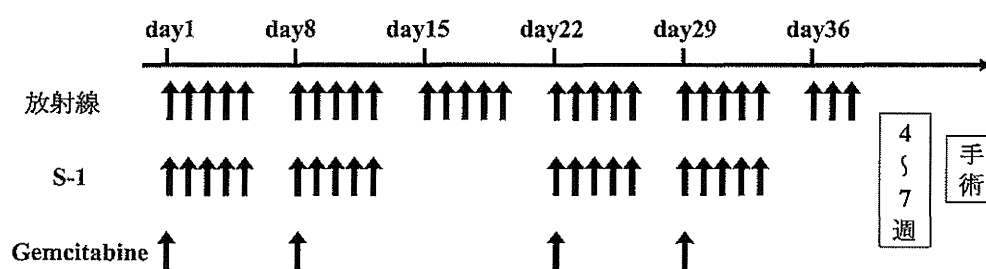 day1 day8 day15 day22 day29 day36
放射線
S-1
Gemcitabine
4〜7週
手術